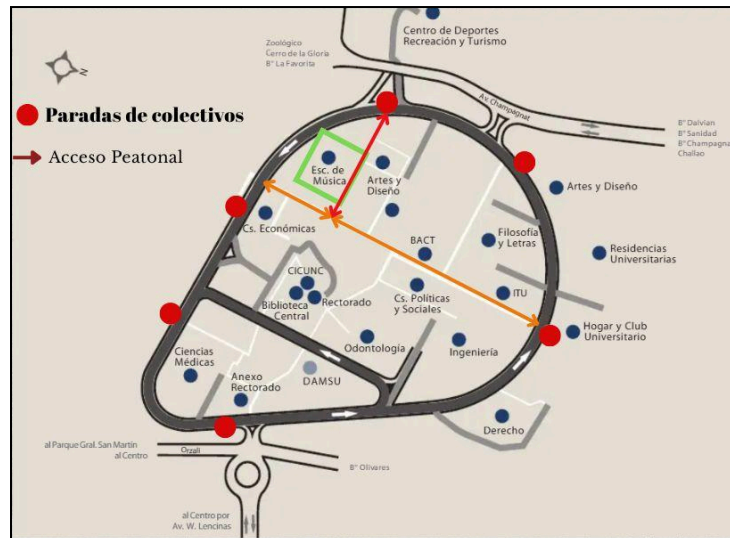 Centro de Deportes
Recreación y Turismo
Zoológico
Cerro de la Gloria
Bº La Favorita
N
Av. Champagnat
Paradas de colectivos
Bº Dalvian
Bº Sanidad
Bº Champagna
Challao
Acceso Peatonal
Esc. de
Música
Artes y
Diseño
Artes y Diseño
Cs. Económicas
BACT
Filosofía
y Letras
Residencias
Universitarias
CICUNC
Biblioteca
Central
Rectorado
Cs. Políticas
y Sociales
ITU
Hogar y Club
Universitario
Odontología
Ingeniería
Ciencias
Médicas
Anexo
Rectorado
DAMSU
Derecho
al Parque Gral. San Martín
al Centro
Orzali
Bº Olivares
al Centro por
Av. W. Lencinas